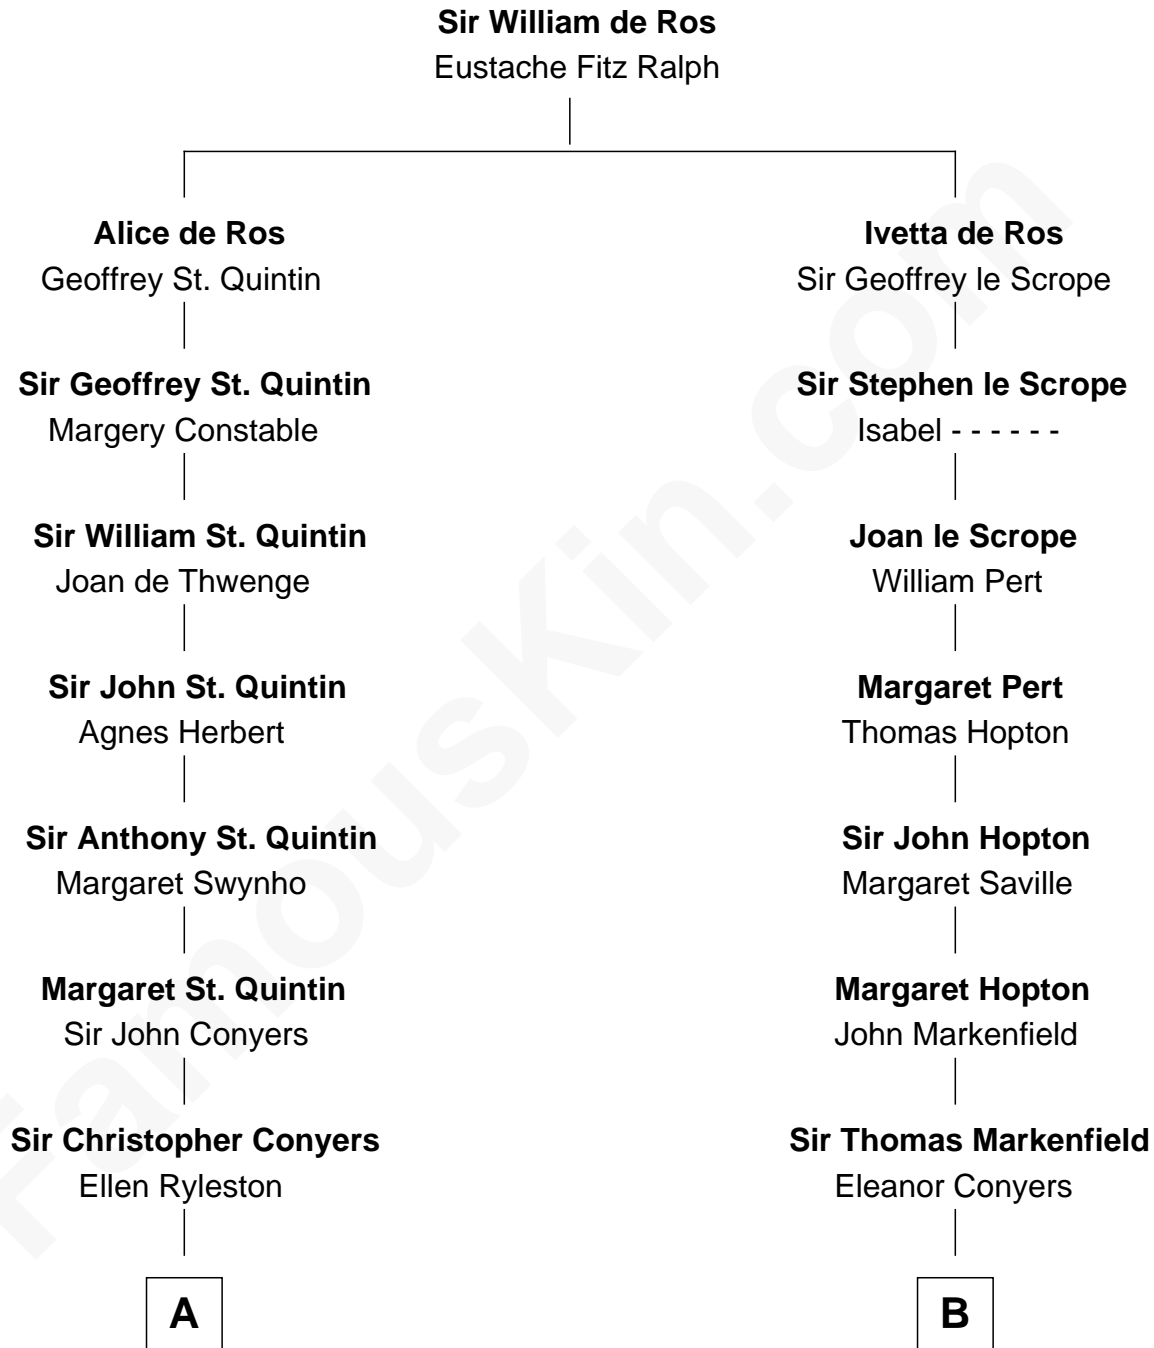 Sir William de Ros
Eustache Fitz Ralph
Alice de Ros
Geoffrey St. Quintin
Ivetta de Ros
Sir Geoffrey le Scrope
Sir Geoffrey St. Quintin
Margery Constable
Sir Stephen le Scrope
Isabel - - - - - -
Sir William St. Quintin
Joan de Thwenge
Joan le Scrope
William Pert
Sir John St. Quintin
Agnes Herbert
Margaret Pert
Thomas Hopton
Sir Anthony St. Quintin
Margaret Swynho
Sir John Hopton
Margaret Saville
Margaret St. Quintin
Sir John Conyers
Margaret Hopton
John Markenfield
Sir Christopher Conyers
Ellen Ryleston
Sir Thomas Markenfield
Eleanor Conyers
A
B
FamousKin.com